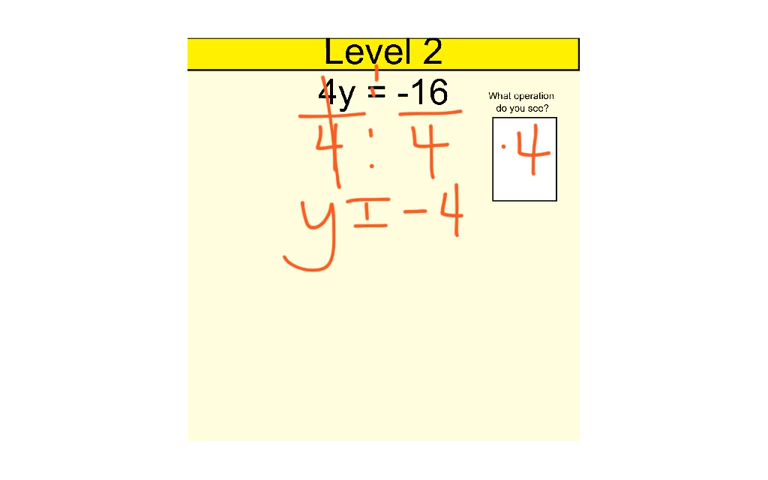 Level 2
4y = -16
What operation
do you see?
4 4
·4
y = -4